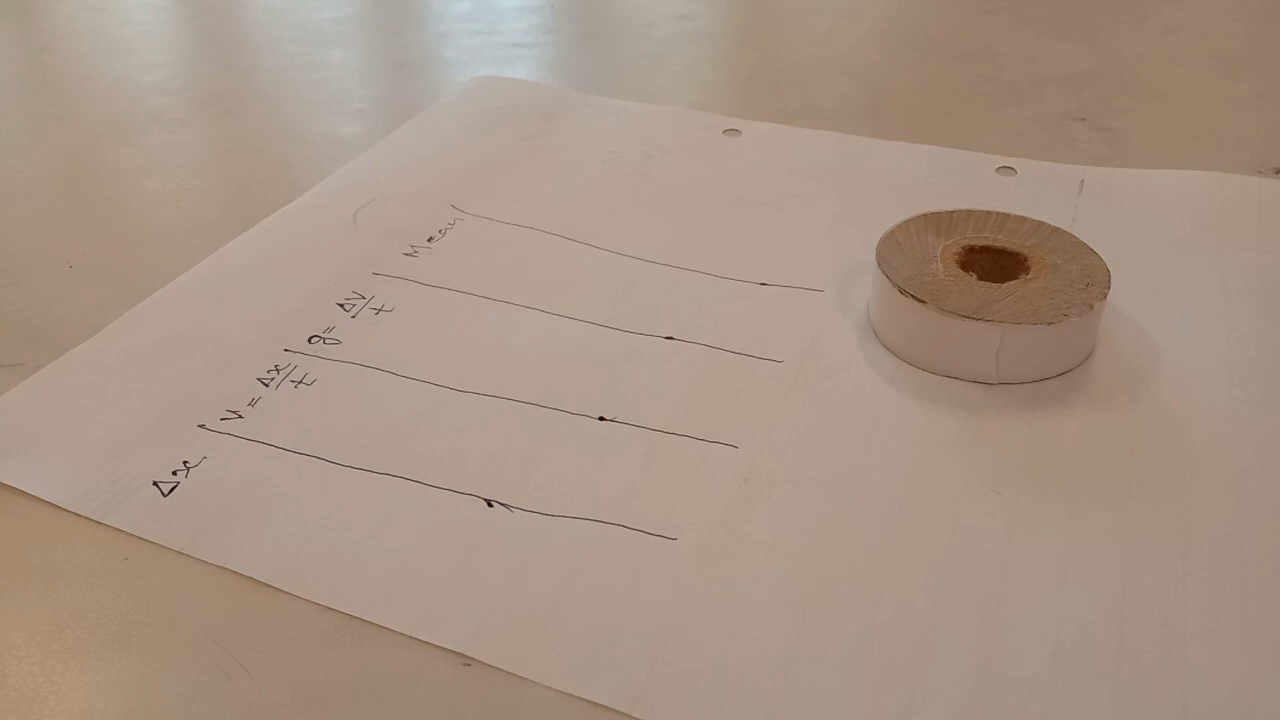 Δx
v = Δx/t
g = Δv/t
Mean